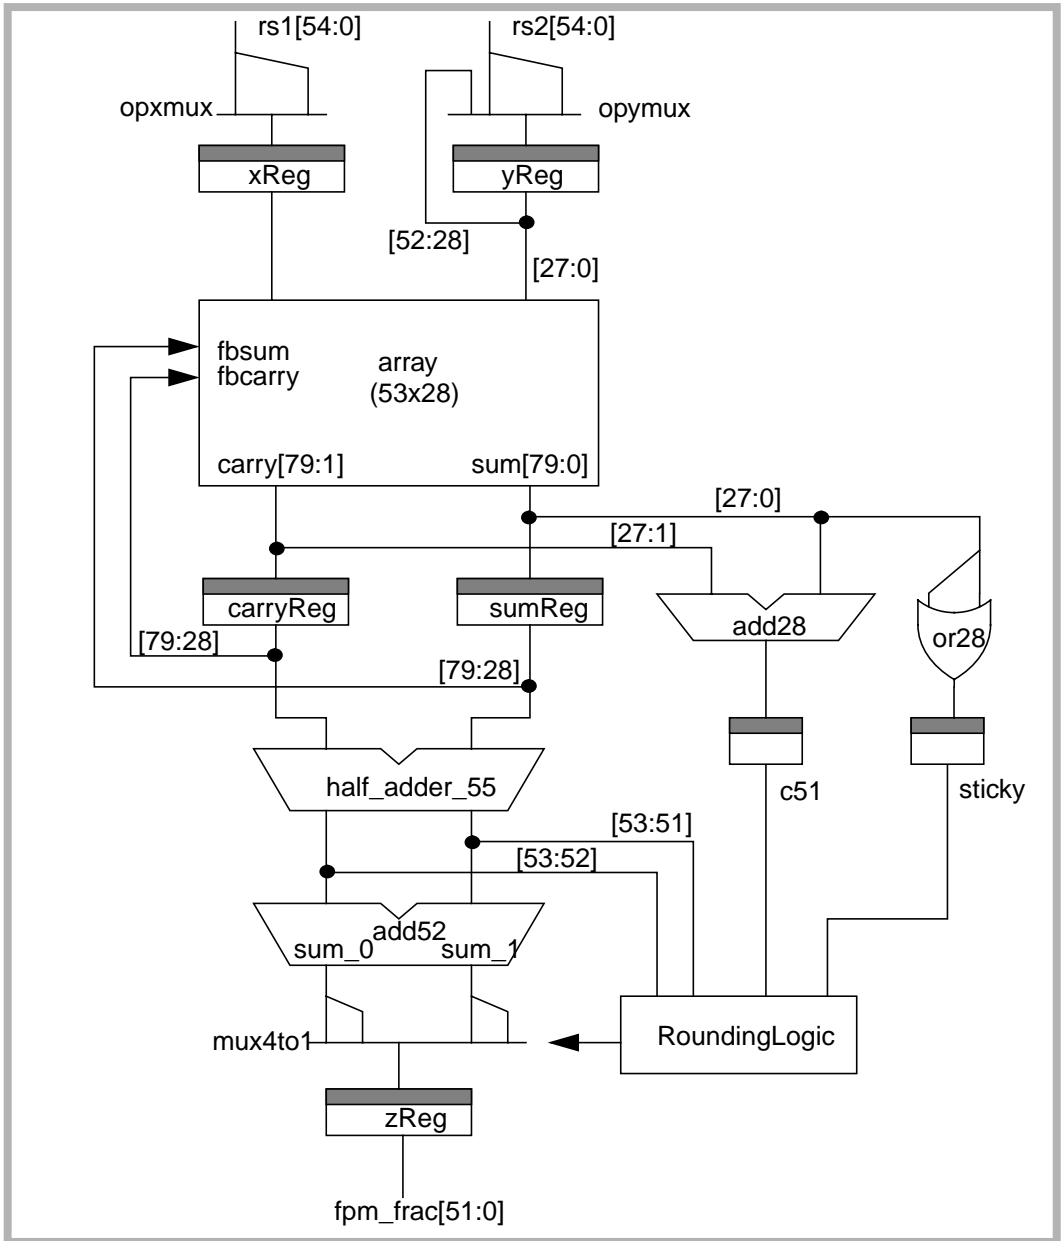 rs1[54:0]
rs2[54:0]
opxmux
opymux
xReg
yReg
[52:28]
[27:0]
fbsum
fbcarry
array
(53x28)
carry[79:1]
sum[79:0]
[27:0]
[27:1]
carryReg
sumReg
add28
or28
[79:28]
[79:28]
half_adder_55
c51
sticky
[53:51]
[53:52]
add52
sum_0
sum_1
mux4to1
RoundingLogic
zReg
fpm_frac[51:0]